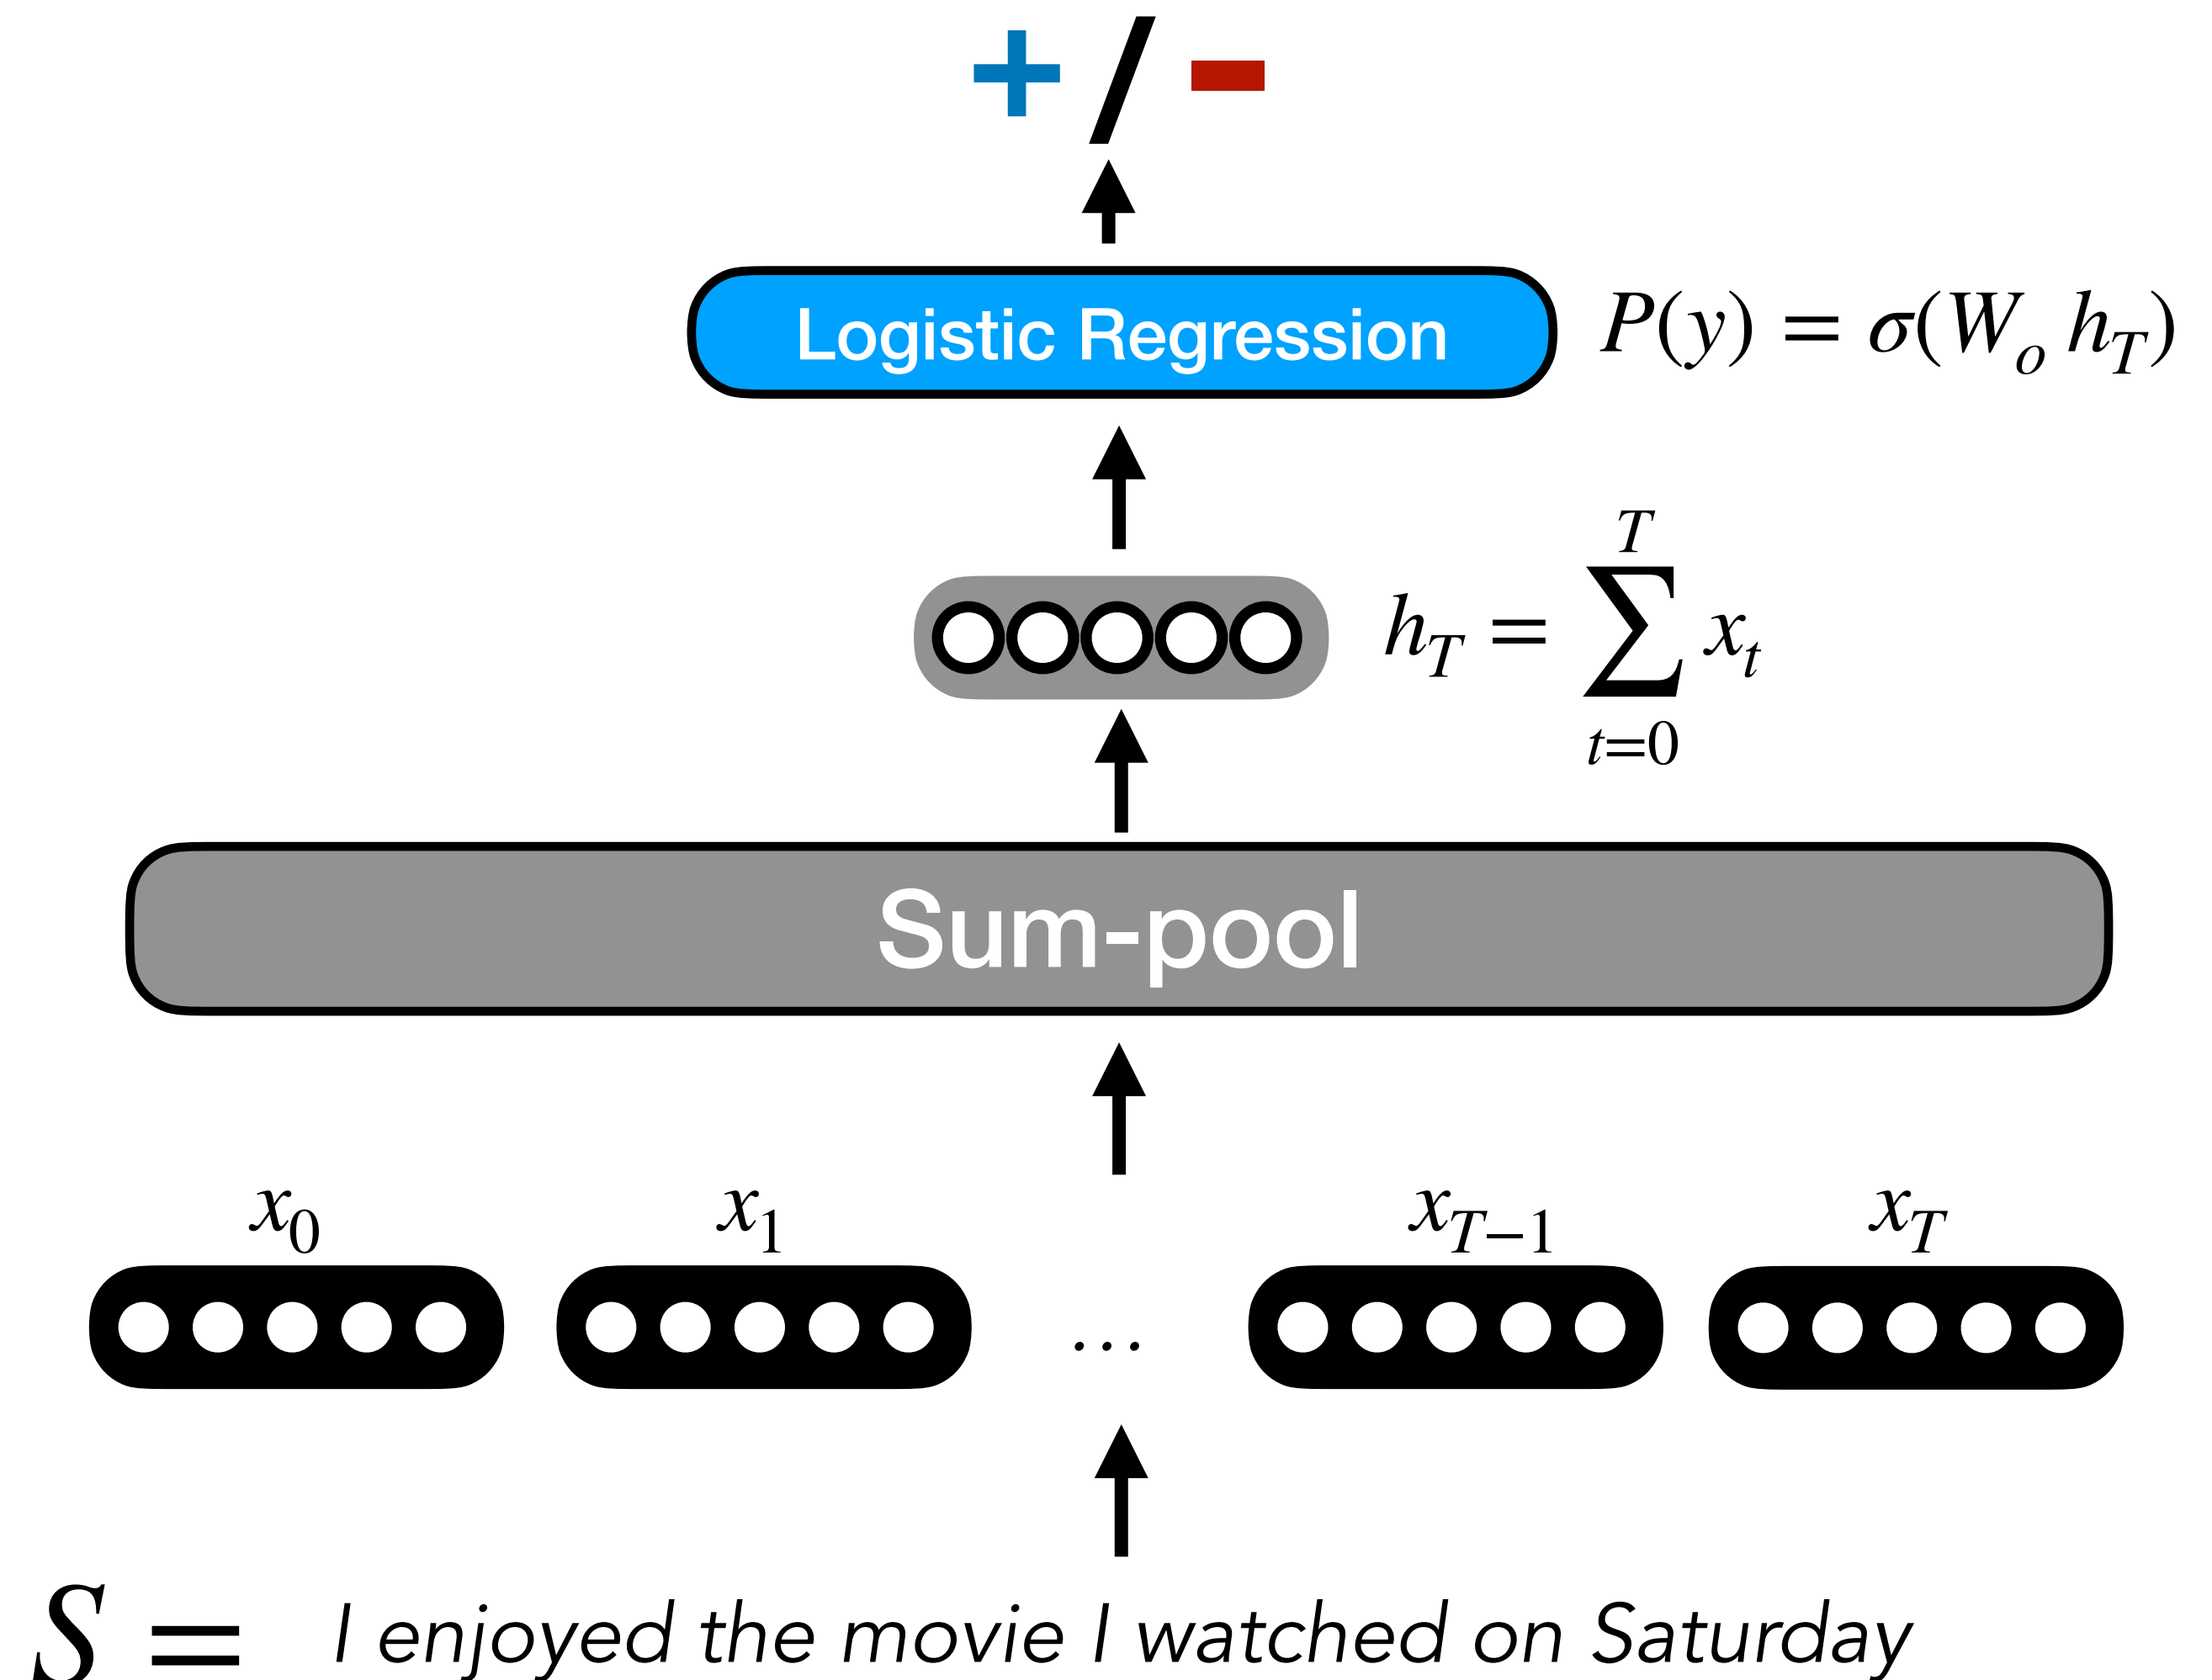 + / -
Logistic Regression
P(y) = σ(W_o h_T)
h_T = \sum_{t=0}^{T} x_t
Sum-pool
x_0 x_1 x_{T-1} x_T
...
S = I enjoyed the movie I watched on Saturday